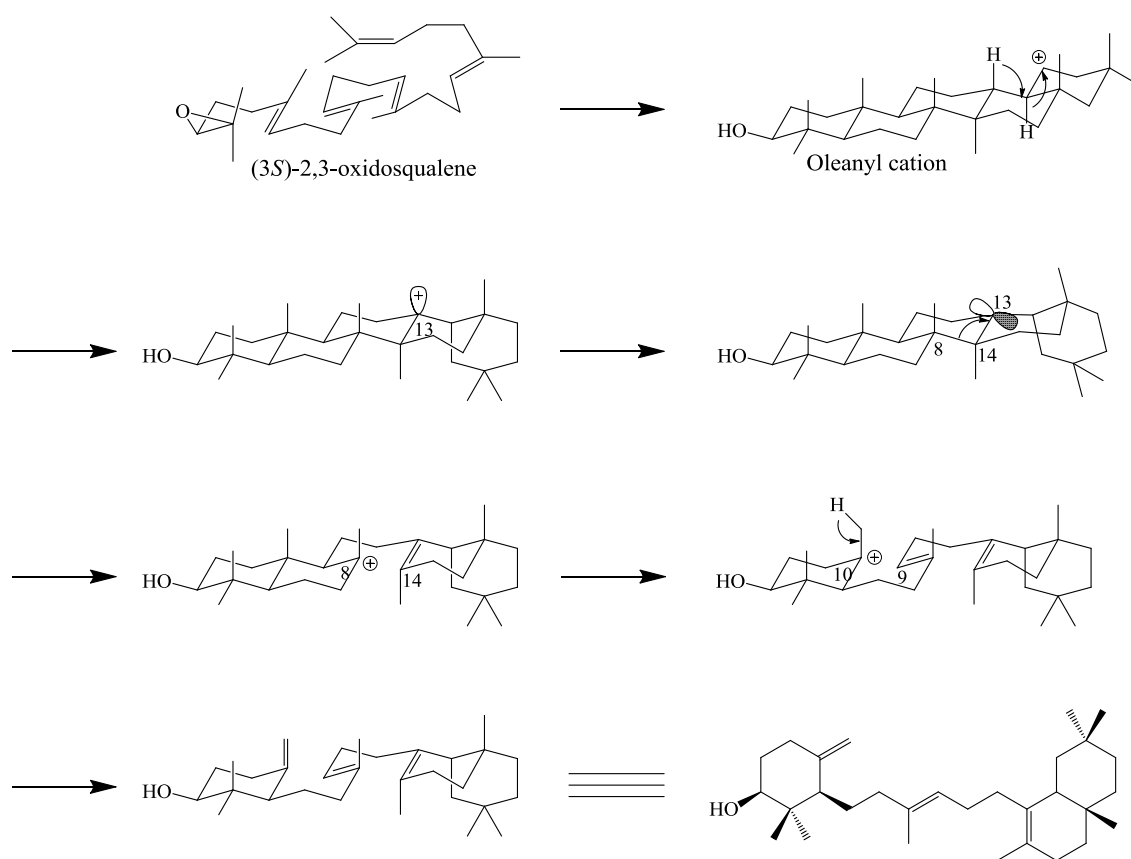 O
H
⊕
HO
H
(3S)-2,3-oxidosqualene
Oleanyl cation
+
13
HO
13
HO
8
14
HO
8
⊕
14
H
HO
10
⊕
9
HO
HO